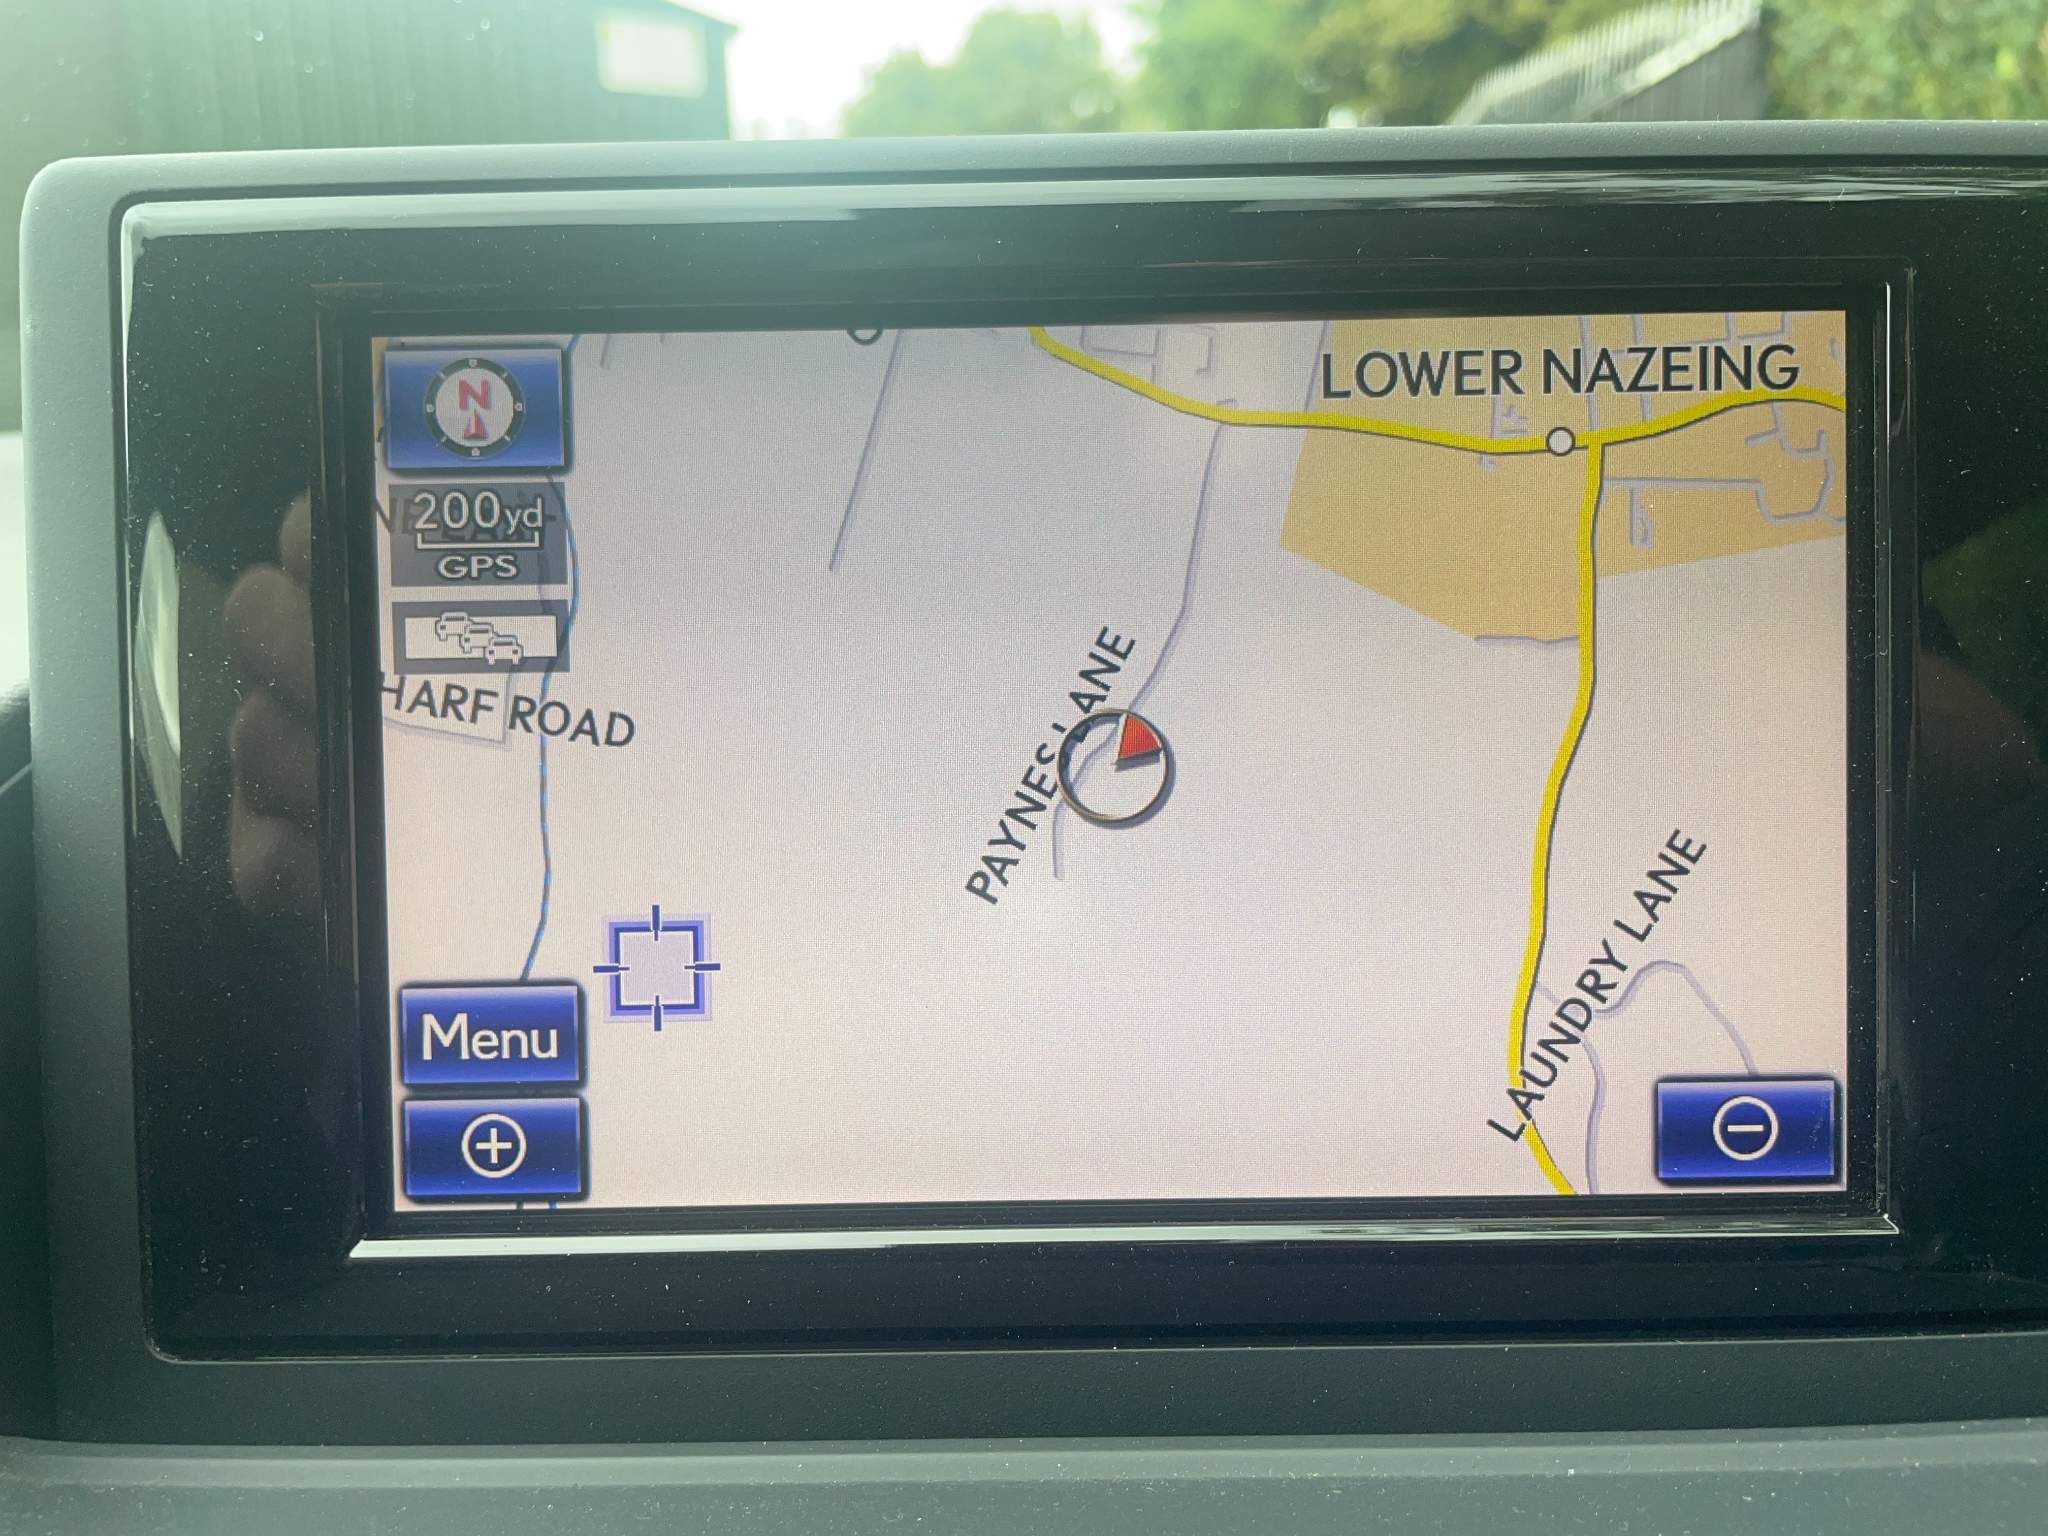 N
LOWER NAZEING
200yd
GPS
HARF ROAD
PAYNES LANE
LAUNDRY LANE
Menu